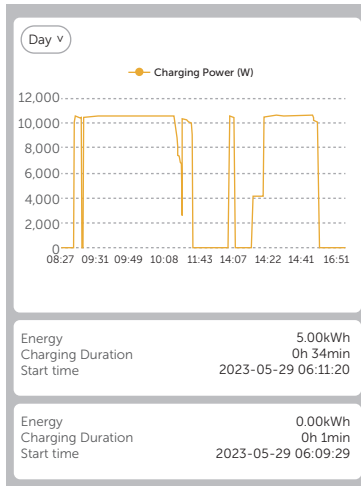 Day ˅
Charging Power (W)
12,000
10,000
8,000
6,000
4,000
2,000
0
08:27 09:31 09:49 10:08 11:43 14:07 14:22 14:41 16:51
Energy 5.00kWh
Charging Duration 0h 34min
Start time 2023-05-29 06:11:20
Energy 0.00kWh
Charging Duration 0h 1min
Start time 2023-05-29 06:09:29